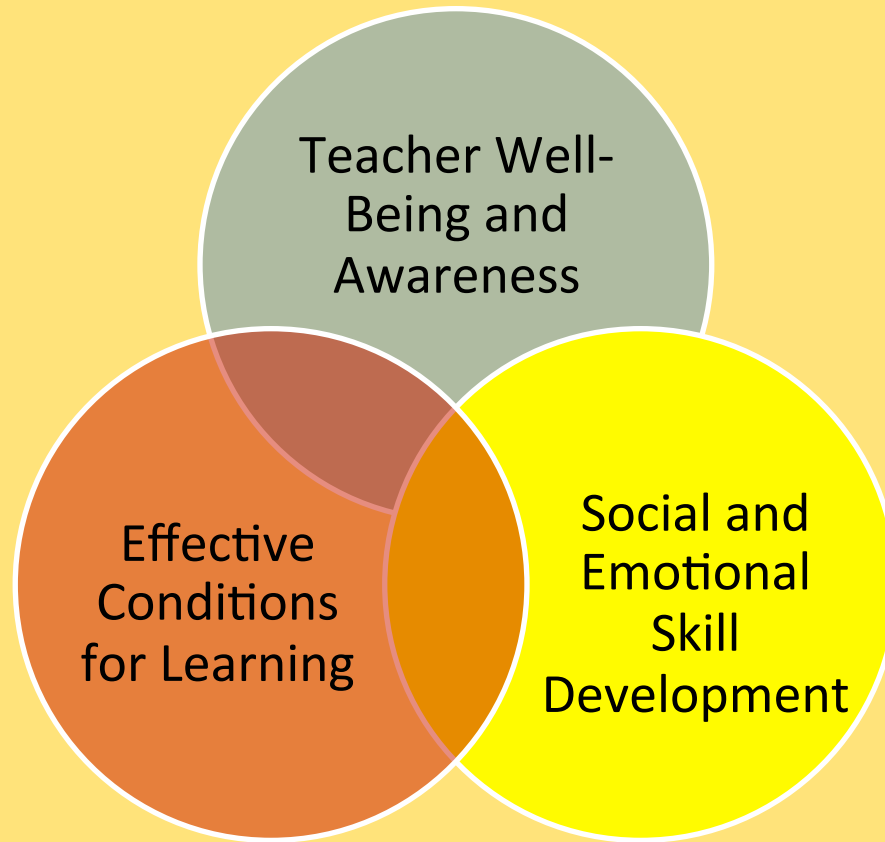 Teacher Well-
Being and
Awareness
Effective
Conditions
for Learning
Social and
Emotional
Skill
Development